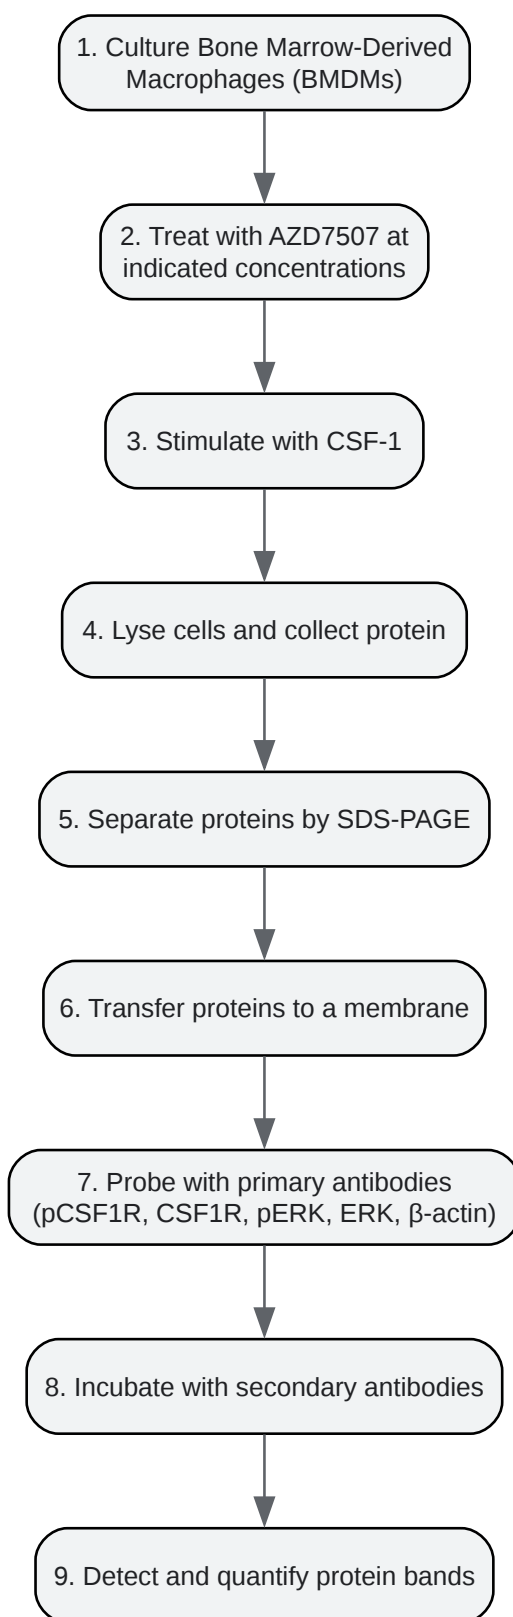 1. Culture Bone Marrow-Derived
Macrophages (BMDMs)
2. Treat with AZD7507 at
indicated concentrations
3. Stimulate with CSF-1
4. Lyse cells and collect protein
5. Separate proteins by SDS-PAGE
6. Transfer proteins to a membrane
7. Probe with primary antibodies
(pCSF1R, CSF1R, pERK, ERK, β-actin)
8. Incubate with secondary antibodies
9. Detect and quantify protein bands